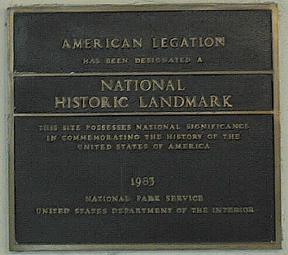 AMERICAN LEGATION
HAS BEEN DESIGNATED A
NATIONAL
HISTORIC LANDMARK
THIS SITE POSSESSES NATIONAL SIGNIFICANCE
IN COMMEMORATING THE HISTORY OF THE
UNITED STATES OF AMERICA
1983
NATIONAL PARK SERVICE
UNITED STATES DEPARTMENT OF THE INTERIOR